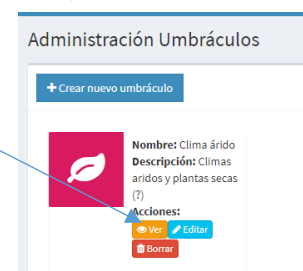 Administración Umbráculos
+ Crear nuevo umbráculo
Nombre: Clima árido
Descripción: Climas
aridos y plantas secas
(?)
Acciones:
Ver Editar
Borrar